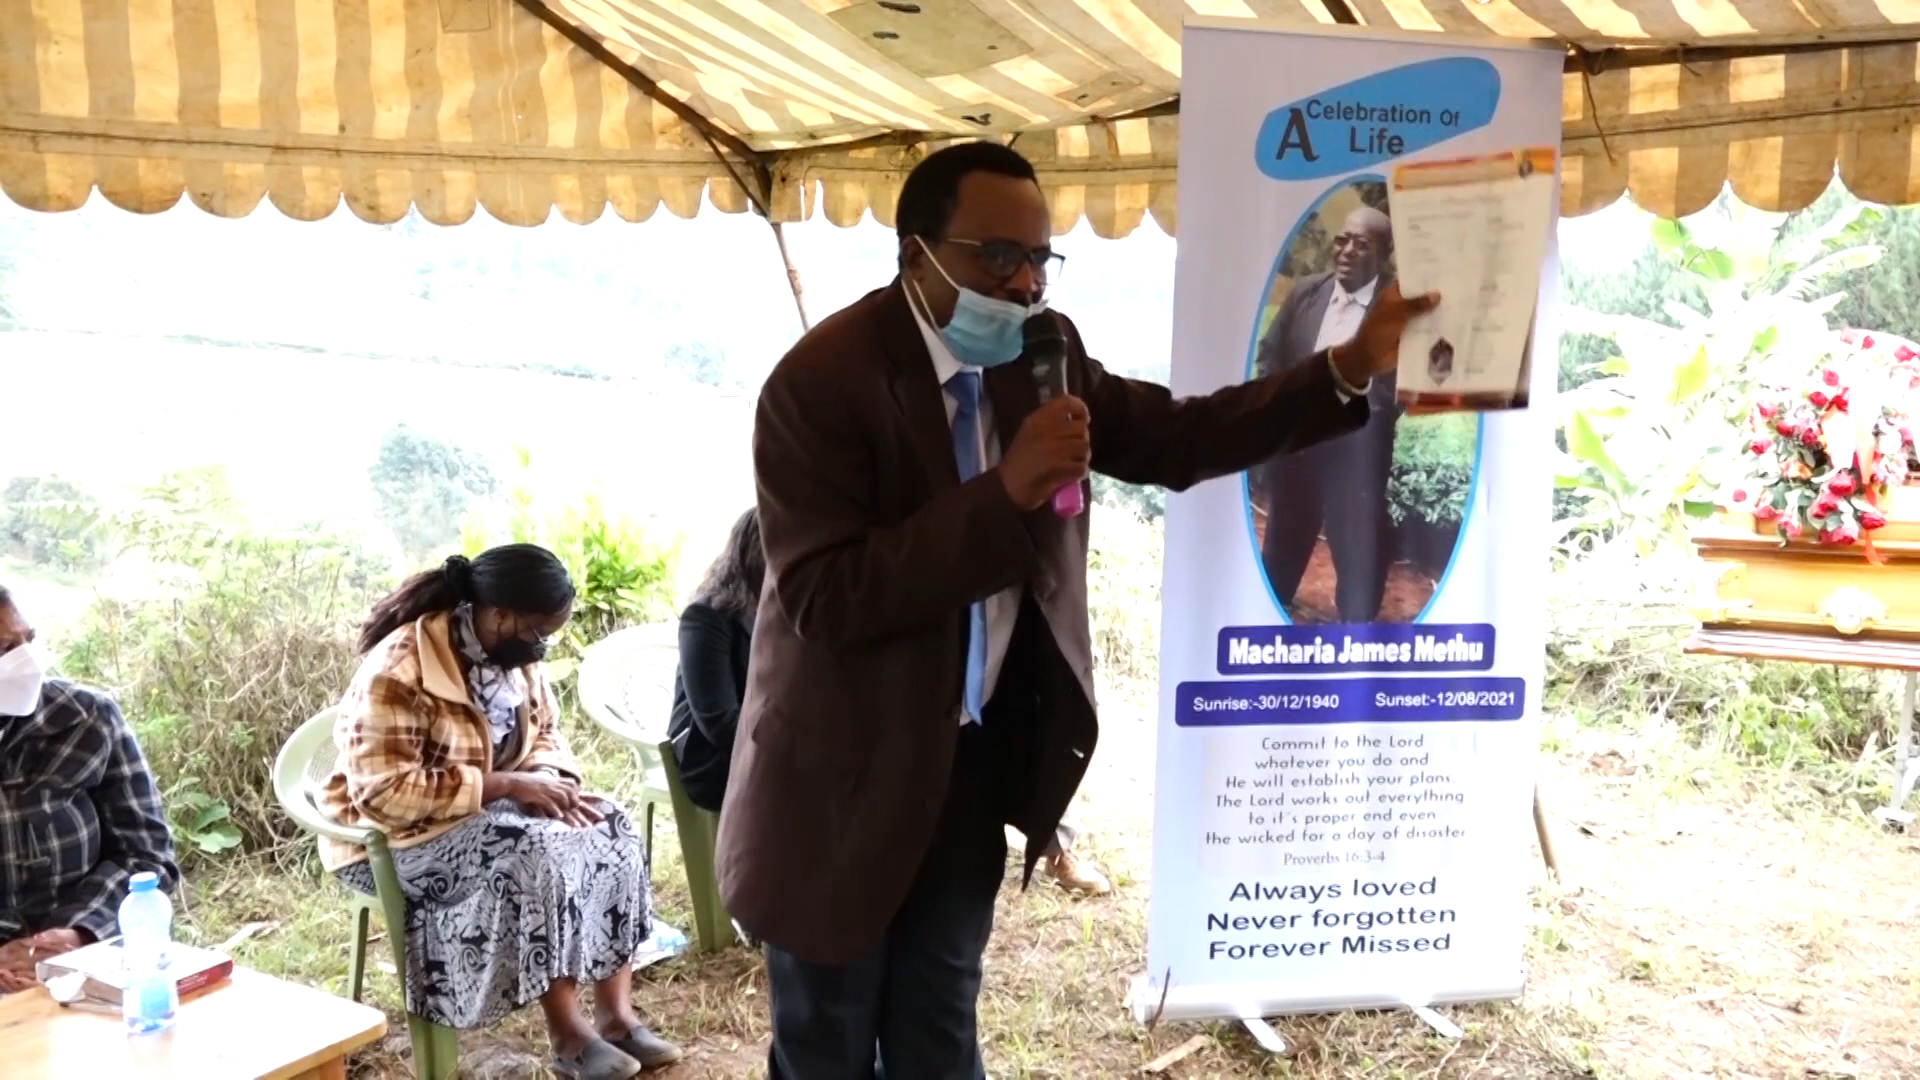 A Celebration Of
Life
Macharia James Methu
Sunrise:-30/12/1940 Sunset:-12/08/2021
Commit to the Lord
whatever you do and
He will establish your plans.
The Lord works out everything
to it's proper end even
the wicked for a day of disaster
Proverbs 16:3-4
Always loved
Never forgotten
Forever Missed